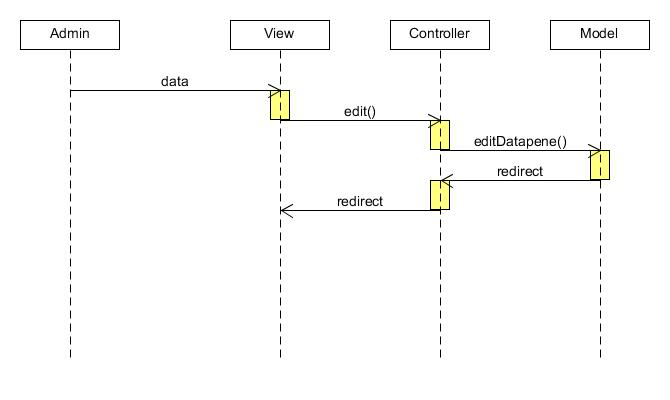 Admin
View
Controller
Model
data
edit()
editDatapene()
redirect
redirect